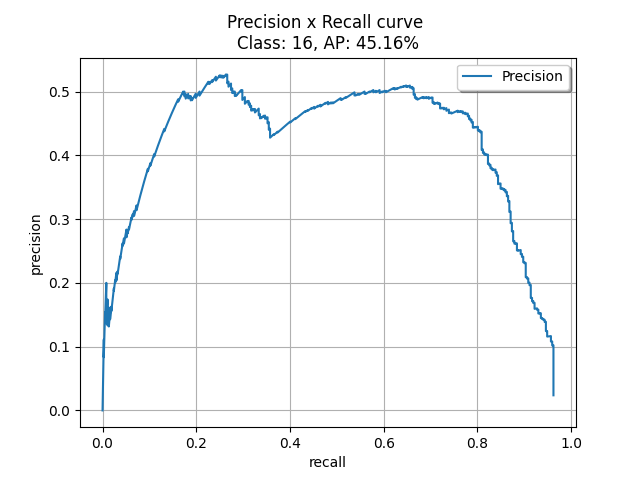 Precision x Recall curve
Class: 16, AP: 45.16%
Precision
precision
0.5
0.4
0.3
0.2
0.1
0.0
0.0 0.2 0.4 0.6 0.8 1.0
recall